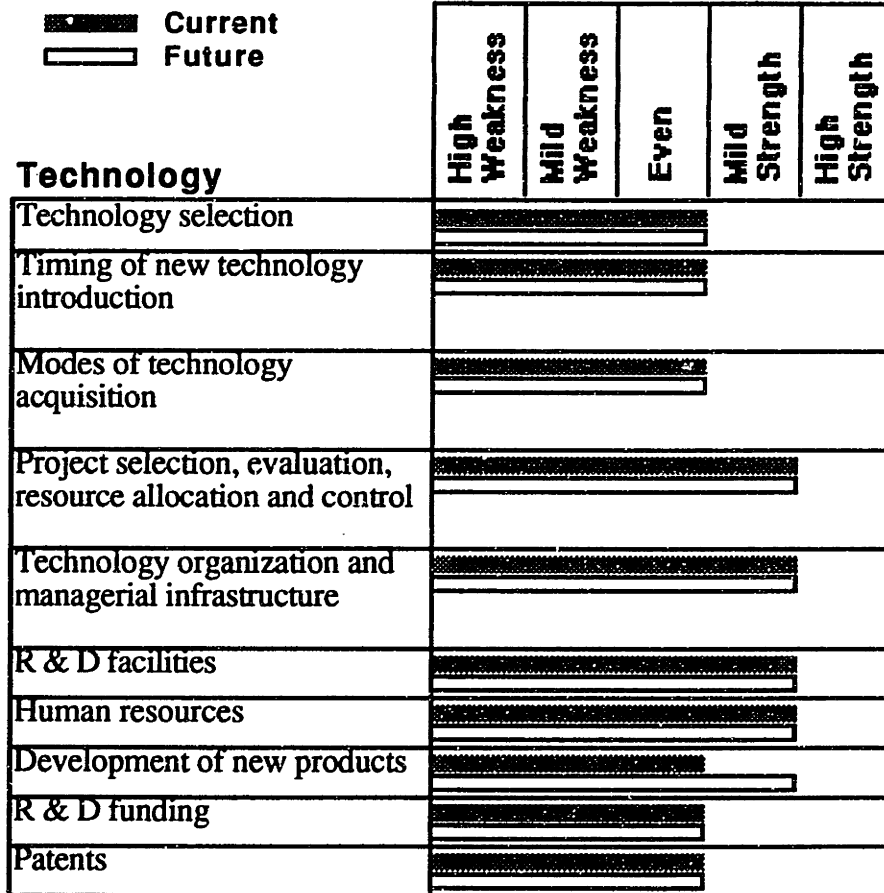 Current
Future
High Weakness
Mild Weakness
Even
Mild Strength
High Strength
Technology
Technology selection
Timing of new technology
introduction
Modes of technology
acquisition
Project selection, evaluation,
resource allocation and control
Technology organization and
managerial infrastructure
R & D facilities
Human resources
Development of new products
R & D funding
Patents